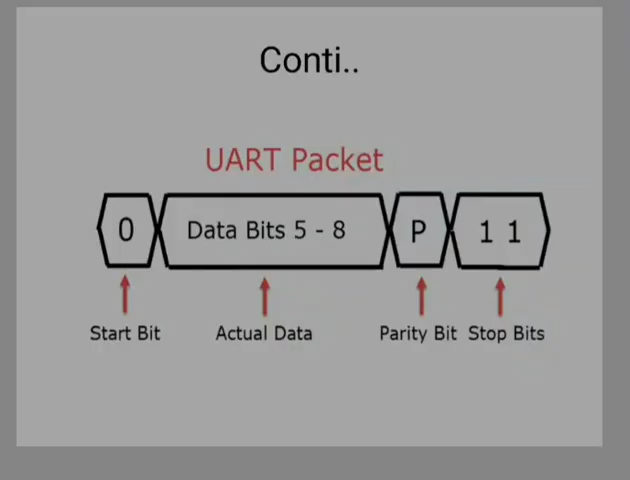 Conti..
UART Packet
0 Data Bits 5 - 8 P 1 1
Start Bit Actual Data Parity Bit Stop Bits